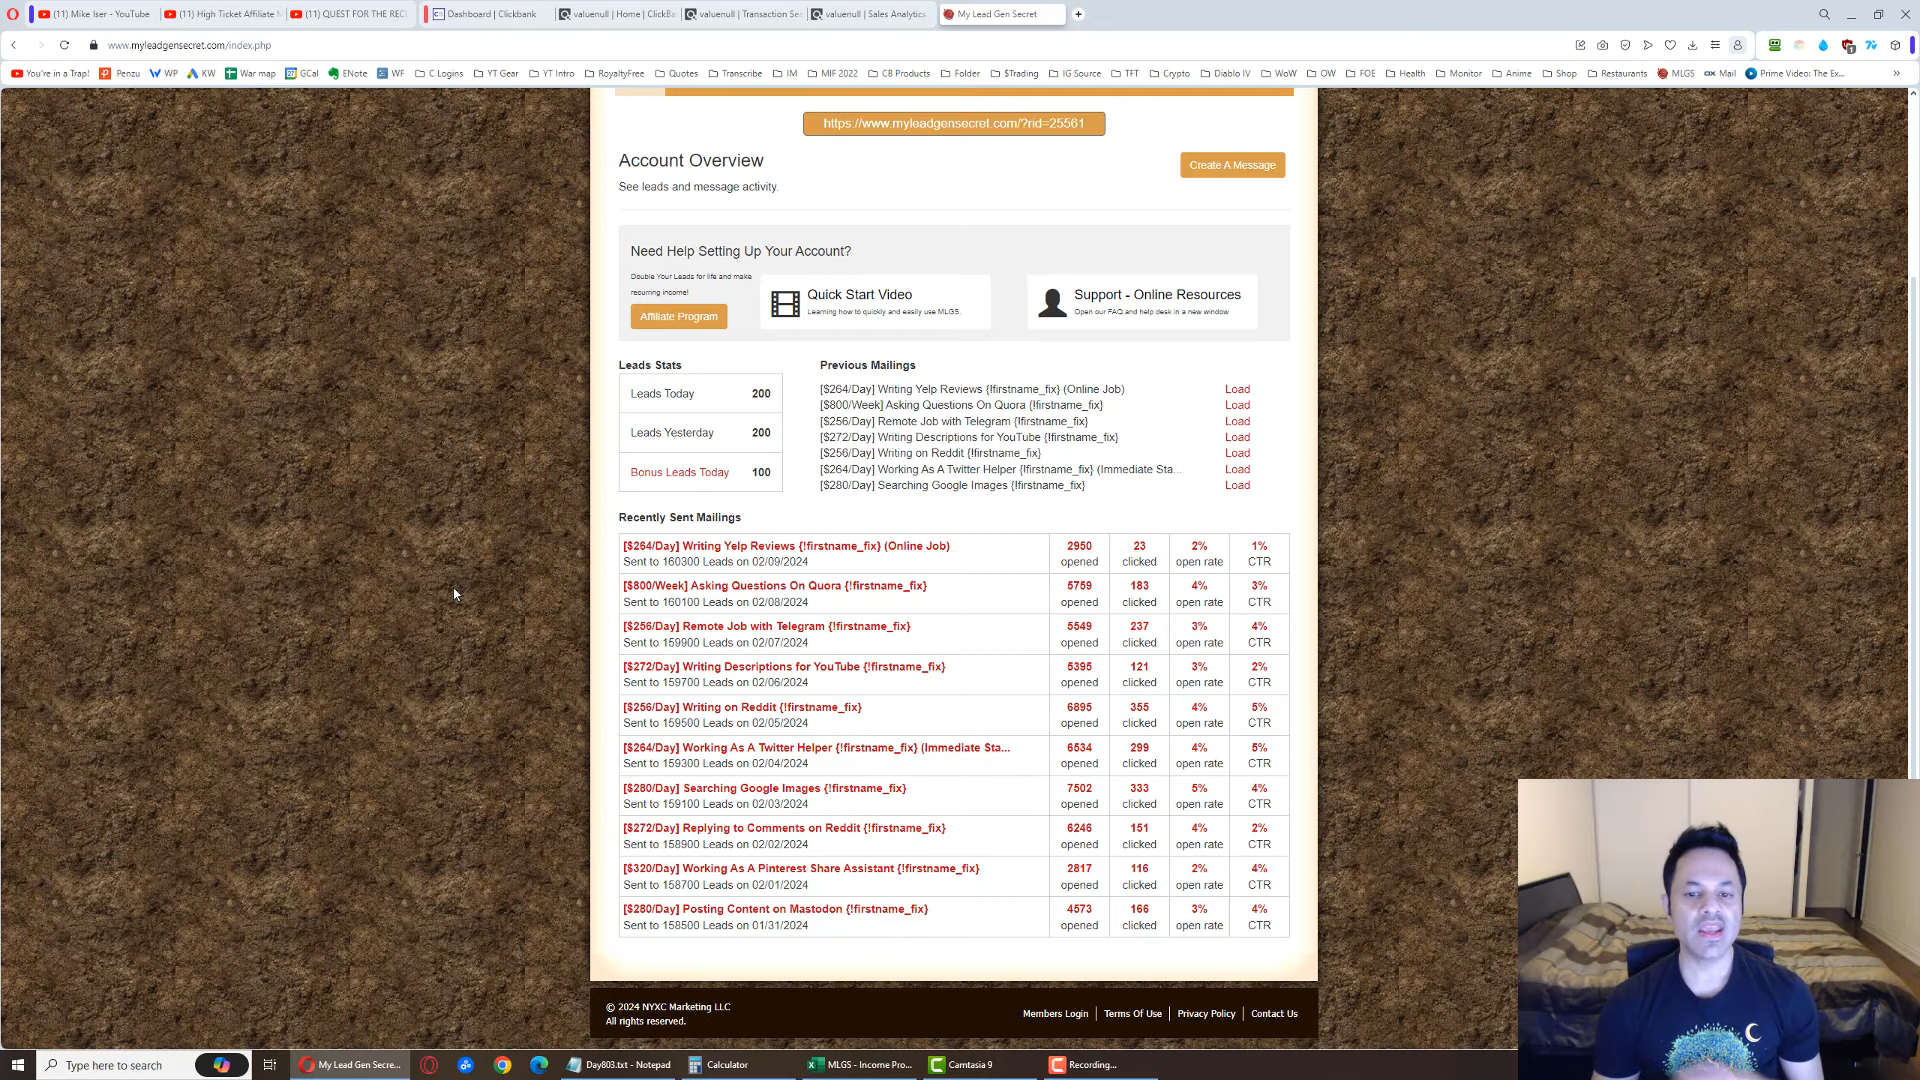 (11) Mike Iser - YouTube
(11) High Ticket Affiliate M
(11) QUEST FOR THE REC
Dashboard | Clickbank
valuenull | Home | ClickBa
valuenull | Transaction Sea
valuenull | Sales Analytics
My Lead Gen Secret
www.myleadgensecret.com/index.php
You're in a Trap!
Penzu
WP
KW
War map
GCal
ENote
WF
C Logins
YT Gear
YT Intro
RoyaltyFree
Quotes
Transcribe
IM
MIF 2022
CB Products
Folder
$Trading
IG Source
TFT
Crypto
Diablo IV
WoW
OW
FOE
Health
Monitor
Anime
Shop
Restaurants
MLGS
Mail
Prime Video: The Ex...
https://www.myleadgensecret.com/?rid=25561
Account Overview
Create A Message
See leads and message activity.
Need Help Setting Up Your Account?
Double Your Leads for life and make
recurring income!
Affiliate Program
Quick Start Video
Learning how to quickly and easily use MLGS.
Support - Online Resources
Open our FAQ and help desk in a new window
Leads Stats
Leads Today 200
Leads Yesterday 200
Bonus Leads Today 100
Previous Mailings
[$264/Day] Writing Yelp Reviews {!firstname_fix} (Online Job) Load
[$800/Week] Asking Questions On Quora {!firstname_fix} Load
[$256/Day] Remote Job with Telegram {!firstname_fix} Load
[$272/Day] Writing Descriptions for YouTube {!firstname_fix} Load
[$256/Day] Writing on Reddit {!firstname_fix} Load
[$264/Day] Working As A Twitter Helper {!firstname_fix} (Immediate Sta... Load
[$280/Day] Searching Google Images {!firstname_fix} Load
Recently Sent Mailings
[$264/Day] Writing Yelp Reviews {!firstname_fix} (Online Job) 2950 23 2% 1%
Sent to 160300 Leads on 02/09/2024 opened clicked open rate CTR
[$800/Week] Asking Questions On Quora {!firstname_fix} 5759 183 4% 3%
Sent to 160100 Leads on 02/08/2024 opened clicked open rate CTR
[$256/Day] Remote Job with Telegram {!firstname_fix} 5549 237 3% 4%
Sent to 159900 Leads on 02/07/2024 opened clicked open rate CTR
[$272/Day] Writing Descriptions for YouTube {!firstname_fix} 5395 121 3% 2%
Sent to 159700 Leads on 02/06/2024 opened clicked open rate CTR
[$256/Day] Writing on Reddit {!firstname_fix} 6895 355 4% 5%
Sent to 159500 Leads on 02/05/2024 opened clicked open rate CTR
[$264/Day] Working As A Twitter Helper {!firstname_fix} (Immediate Sta... 6534 299 4% 5%
Sent to 159300 Leads on 02/04/2024 opened clicked open rate CTR
[$280/Day] Searching Google Images {!firstname_fix} 7502 333 5% 4%
Sent to 159100 Leads on 02/03/2024 opened clicked open rate CTR
[$272/Day] Replying to Comments on Reddit {!firstname_fix} 6246 151 4% 2%
Sent to 158900 Leads on 02/02/2024 opened clicked open rate CTR
[$320/Day] Working As A Pinterest Share Assistant {!firstname_fix} 2817 116 2% 4%
Sent to 158700 Leads on 02/01/2024 opened clicked open rate CTR
[$280/Day] Posting Content on Mastodon {!firstname_fix} 4573 166 3% 4%
Sent to 158500 Leads on 01/31/2024 opened clicked open rate CTR
© 2024 NYXC Marketing LLC
All rights reserved.
Members Login
Terms Of Use
Privacy Policy
Contact Us
Type here to search
My Lead Gen Secre...
Day803.txt - Notepad
Calculator
MLGS - Income Pro...
Camtasia 9
Recording...